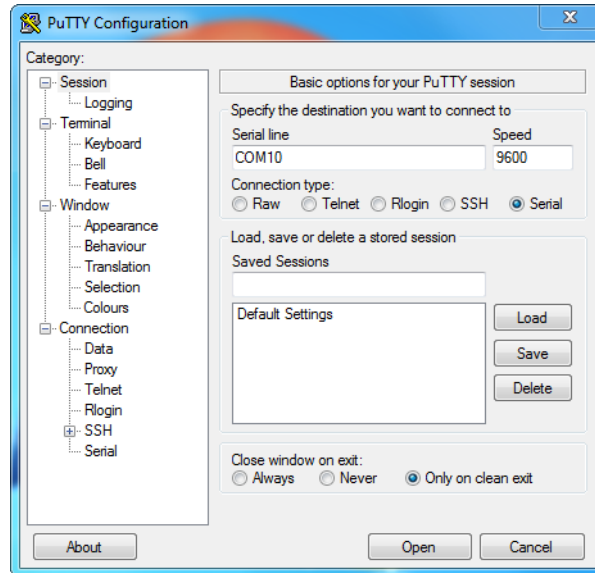 PuTTY Configuration
Category:
Session
Logging
Terminal
Keyboard
Bell
Features
Window
Appearance
Behaviour
Translation
Selection
Colours
Connection
Data
Proxy
Telnet
Rlogin
SSH
Serial
Basic options for your PuTTY session
Specify the destination you want to connect to
Serial line Speed
COM10 9600
Connection type:
Raw Telnet Rlogin SSH Serial
Load, save or delete a stored session
Saved Sessions
Default Settings
Load
Save
Delete
Close window on exit:
Always Never Only on clean exit
About Open Cancel